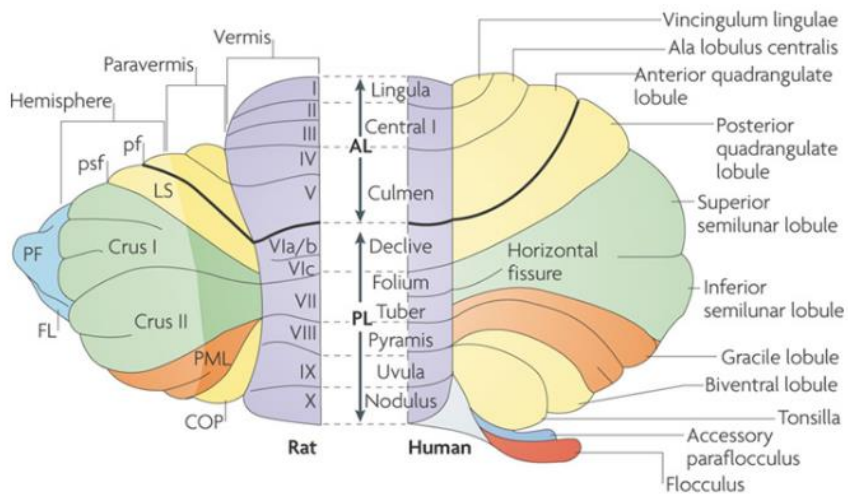 Vermis
Paravermis
Hemisphere
psf
pf
LS
PF
FL
Crus I
Crus II
PML
COP
I
II
III
IV
V
VIa/b
VIc
VII
VIII
IX
X
Rat
AL
PL
Lingula
Central I
Culmen
Declive
Folium
Tuber
Pyramis
Uvula
Nodulus
Human
Horizontal
fissure
Vincingulum lingulae
Ala lobulus centralis
Anterior quadrangulate
lobule
Posterior
quadrangulate
lobule
Superior
semilunar lobule
Inferior
semilunar lobule
Gracile lobule
Biventral lobule
Tonsilla
Accessory
paraflocculus
Flocculus